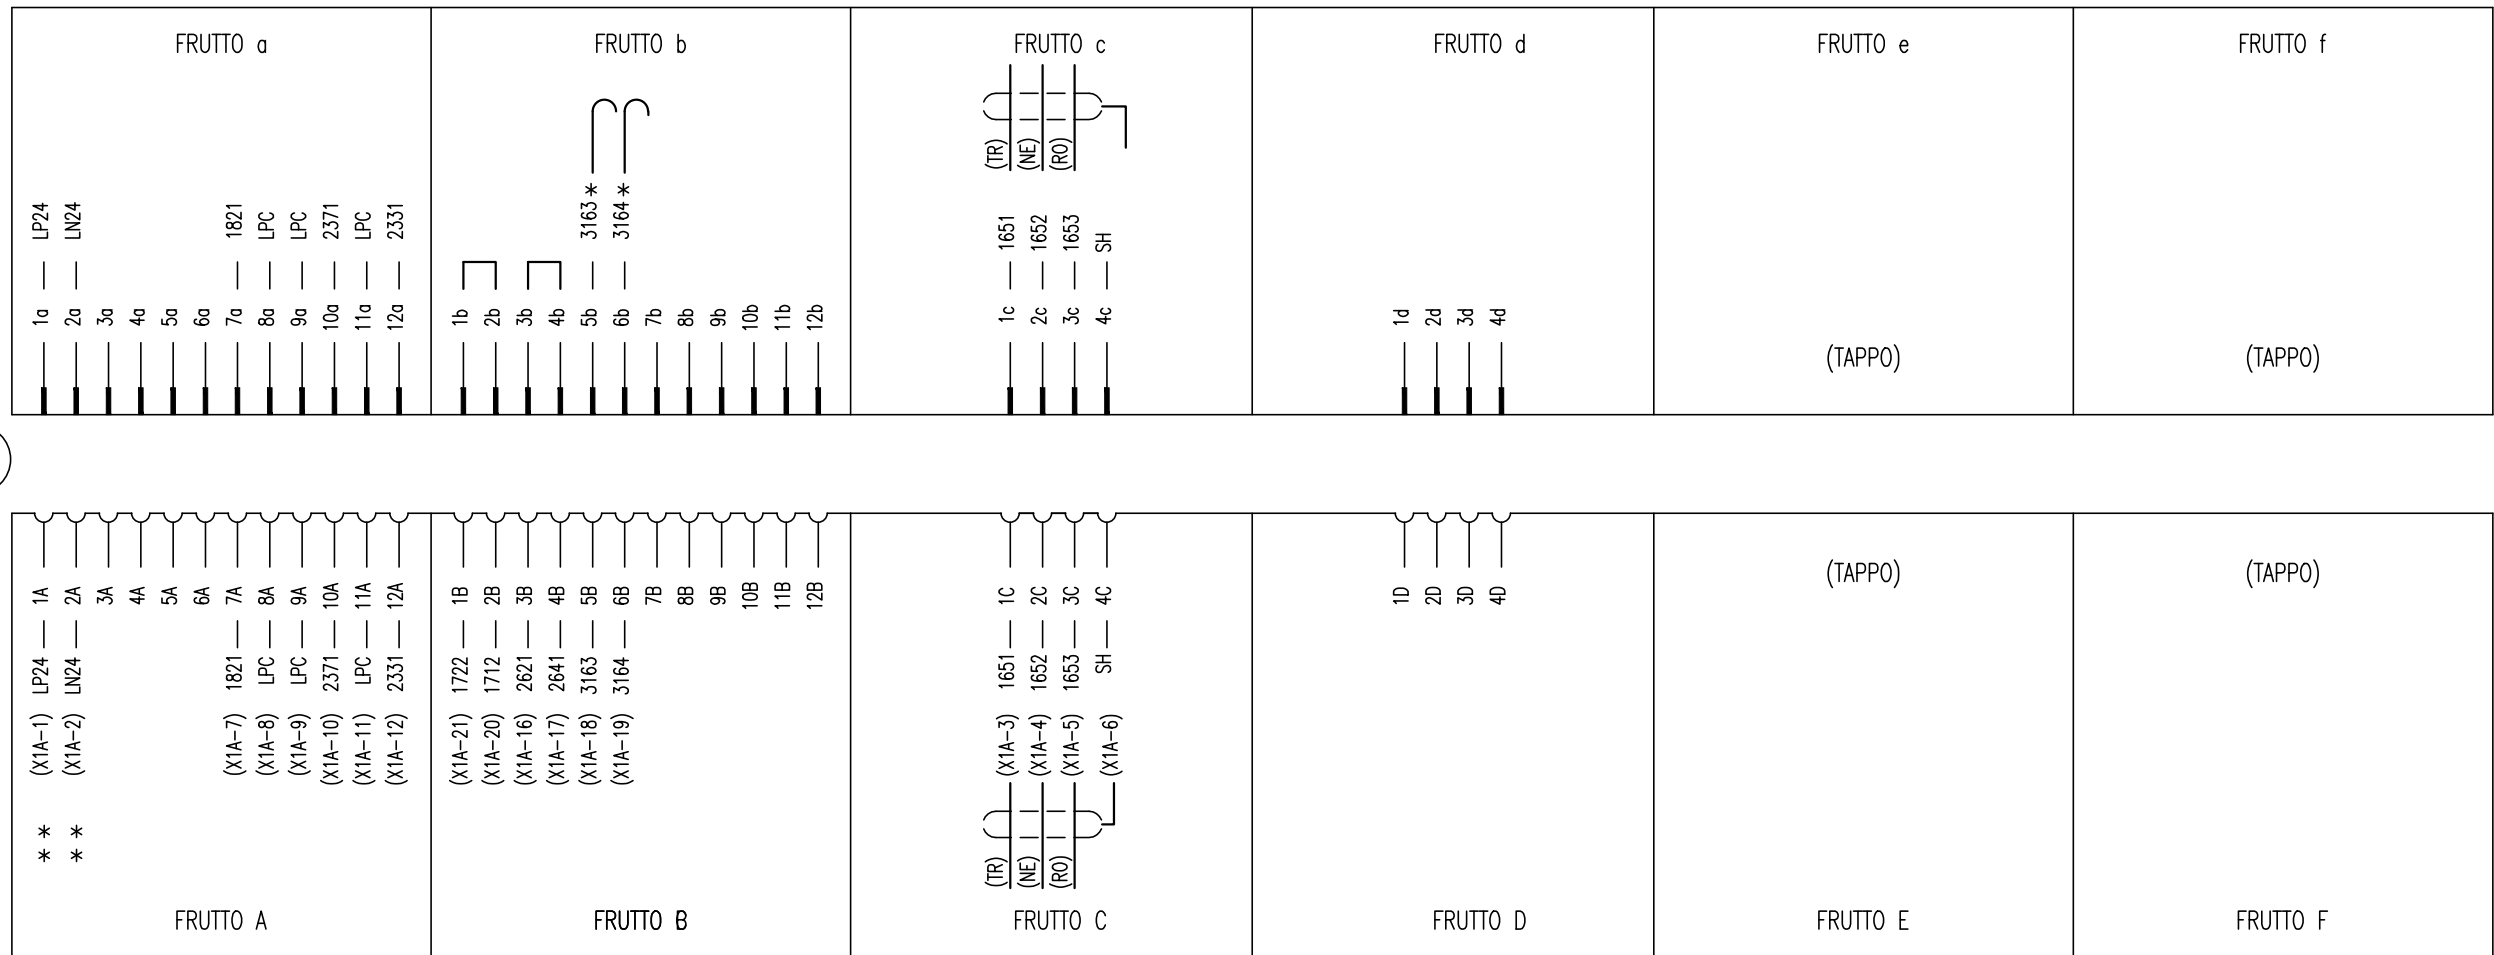 FRUTTO a FRUTTO b FRUTTO c FRUTTO d FRUTTO e FRUTTO f
(TR) (NE) (RO)
LP24 LN24 1821 LPC LPC 2371 LPC 2331 3163* 3164* 1651 1652 1653 SH
1a 2a 3a 4a 5a 6a 7a 8a 9a 10a 11a 12a 1b 2b 3b 4b 5b 6b 7b 8b 9b 10b 11b 12b 1c 2c 3c 4c 1d 2d 3d 4d
(TAPPO) (TAPPO)
(TAPPO) (TAPPO)
1A 2A 3A 4A 5A 6A 7A 8A 9A 10A 11A 12A 1B 2B 3B 4B 5B 6B 7B 8B 9B 10B 11B 12B 1C 2C 3C 4C 1D 2D 3D 4D
LP24 LN24 1821 LPC LPC 2371 LPC 2331 1722 1712 2621 2641 3163 3164 1651 1652 1653 SH
(X1A-1) (X1A-2) (X1A-7) (X1A-8) (X1A-9) (X1A-10) (X1A-11) (X1A-12) (X1A-21) (X1A-20) (X1A-16) (X1A-17) (X1A-18) (X1A-19) (X1A-3) (X1A-4) (X1A-5) (X1A-6)
** **
(TR) (NE) (RO)
FRUTTO A FRUTTO B FRUTTO C FRUTTO D FRUTTO E FRUTTO F